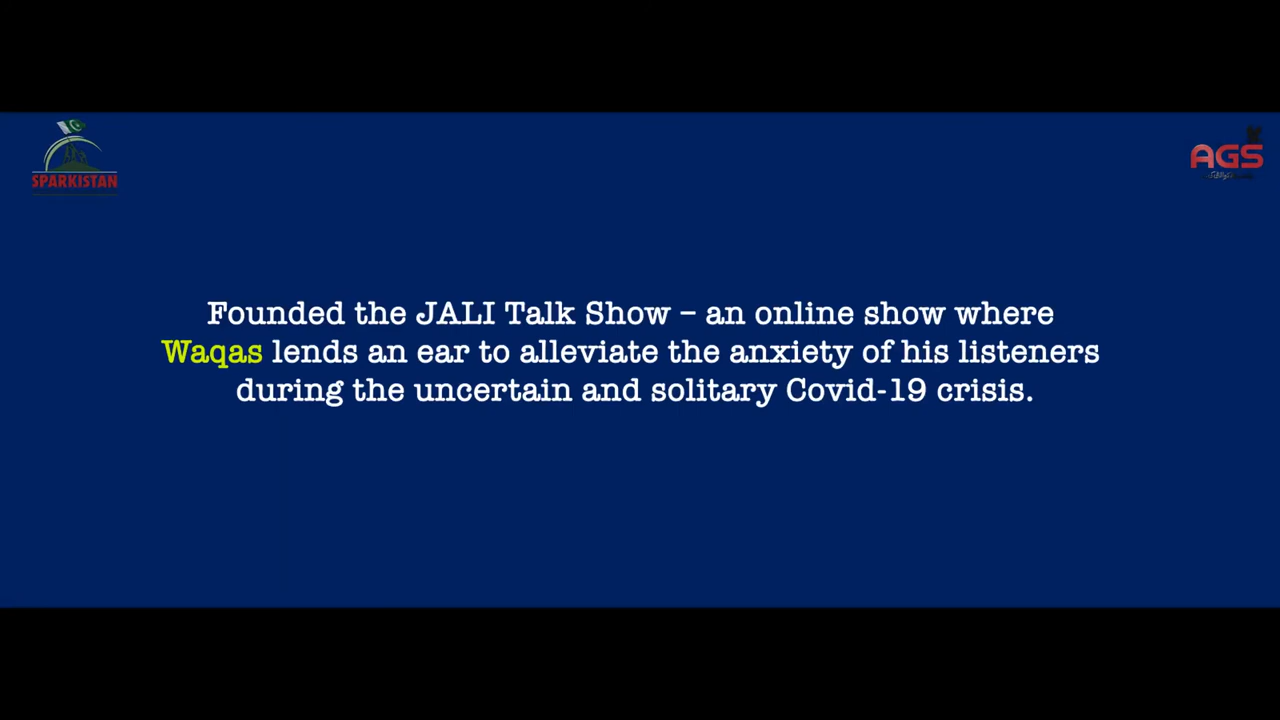 SPARKISTAN
AGS
Founded the JALI Talk Show – an online show where
Waqas lends an ear to alleviate the anxiety of his listeners
during the uncertain and solitary Covid-19 crisis.